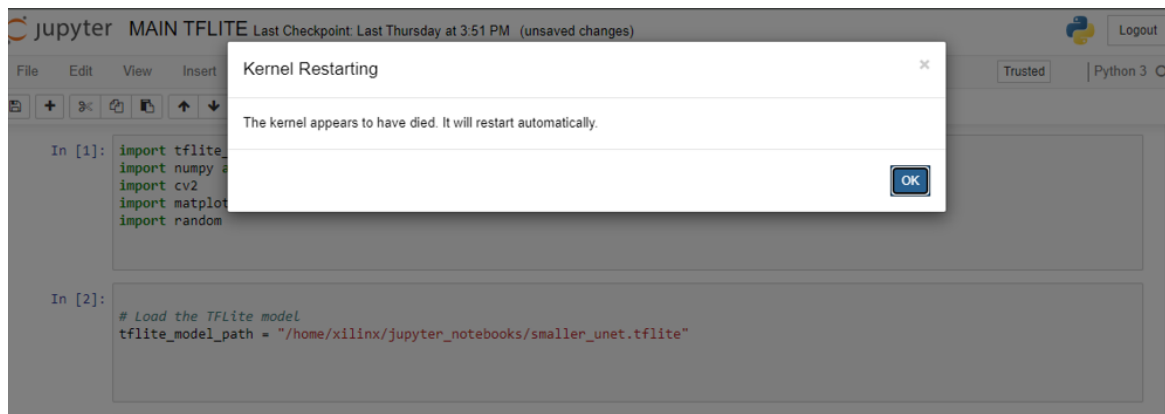 jupyter MAIN TFLITE Last Checkpoint: Last Thursday at 3:51 PM (unsaved changes) Logout
File Edit View Insert Trusted Python 3
Kernel Restarting ×
The kernel appears to have died. It will restart automatically.
OK
In [1]: import tflite_
import numpy a
import cv2
import matplot
import random
In [2]:
# Load the TFLite model
tflite_model_path = "/home/xilinx/jupyter_notebooks/smaller_unet.tflite"